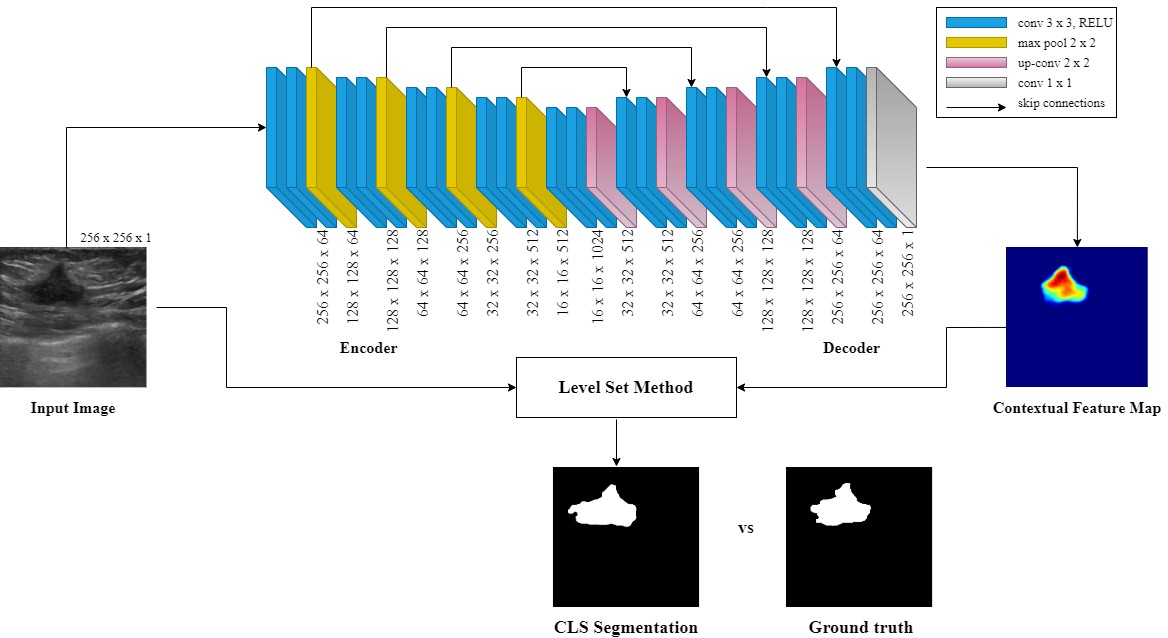 conv 3 x 3, RELU
max pool 2 x 2
up-conv 2 x 2
conv 1 x 1
skip connections
256 x 256 x 1
256 x 256 x 64
128 x 128 x 64
128 x 128 x 128
64 x 64 x 128
64 x 64 x 256
32 x 32 x 256
32 x 32 x 512
16 x 16 x 512
16 x 16 x 1024
32 x 32 x 512
32 x 32 x 512
64 x 64 x 256
64 x 64 x 256
128 x 128 x 128
128 x 128 x 128
256 x 256 x 64
256 x 256 x 64
256 x 256 x 1
Encoder
Decoder
Level Set Method
Input Image
Contextual Feature Map
vs
CLS Segmentation
Ground truth